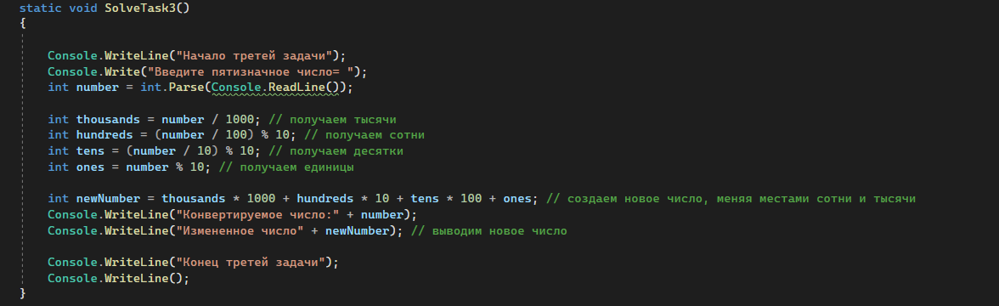 static void SolveTask3()
{
Console.WriteLine("Начало третей задачи");
Console.Write("Введите пятизначное число= ");
int number = int.Parse(Console.ReadLine());
int thousands = number / 1000; // получаем тысячи
int hundreds = (number / 100) % 10; // получаем сотни
int tens = (number / 10) % 10; // получаем десятки
int ones = number % 10; // получаем единицы
int newNumber = thousands * 1000 + hundreds * 10 + tens * 100 + ones; // создаем новое число, меняя местами сотни и тысячи
Console.WriteLine("Конвертируемое число:" + number);
Console.WriteLine("Измененное число" + newNumber); // выводим новое число
Console.WriteLine("Конец третей задачи");
Console.WriteLine();
}